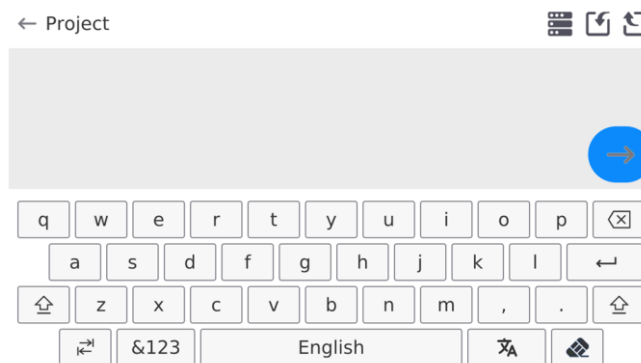 Project
q w e r t y u i o p
a s d f g h j k l
z x c v b n m , .
&123 English